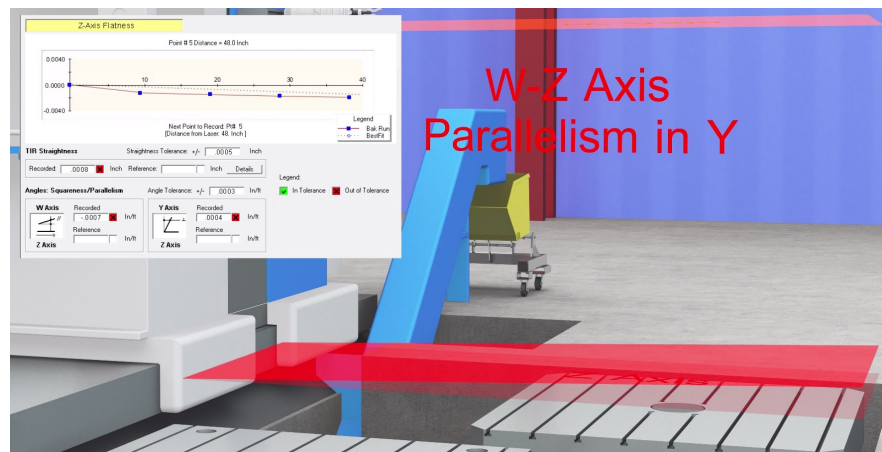 Z-Axis Flatness
Point # 5 Distance = 48.0 Inch
0.0040
0.0000
-0.0040
10
20
30
40
Next Point to Record: Pt# 5
[Distance from Laser: 48. Inch ]
Legend
Bak Run
BestFit
TIR Straightness
Straightness Tolerance: +/- .0005 Inch
Recorded: .0008 Inch Reference: Inch Details
Legend:
In Tolerance Out of Tolerance
Angles: Squareness/Parallelism
Angle Tolerance: +/- .0003 In/ft
W Axis
Recorded
-.0007 In/ft
Reference
In/ft
Z Axis
Y Axis
Recorded
.0004 In/ft
Reference
In/ft
Z Axis
W-Z Axis
Parallelism in Y
Z AXIS